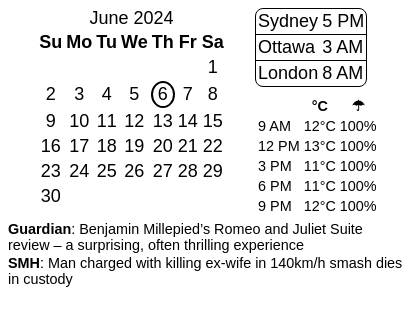 June 2024
Su Mo Tu We Th Fr Sa
1
2 3 4 5 6 7 8
9 10 11 12 13 14 15
16 17 18 19 20 21 22
23 24 25 26 27 28 29
30
Sydney 5 PM
Ottawa 3 AM
London 8 AM
°C ☂
9 AM 12°C 100%
12 PM 13°C 100%
3 PM 11°C 100%
6 PM 11°C 100%
9 PM 12°C 100%
Guardian: Benjamin Millepied’s Romeo and Juliet Suite
review – a surprising, often thrilling experience
SMH: Man charged with killing ex-wife in 140km/h smash dies
in custody